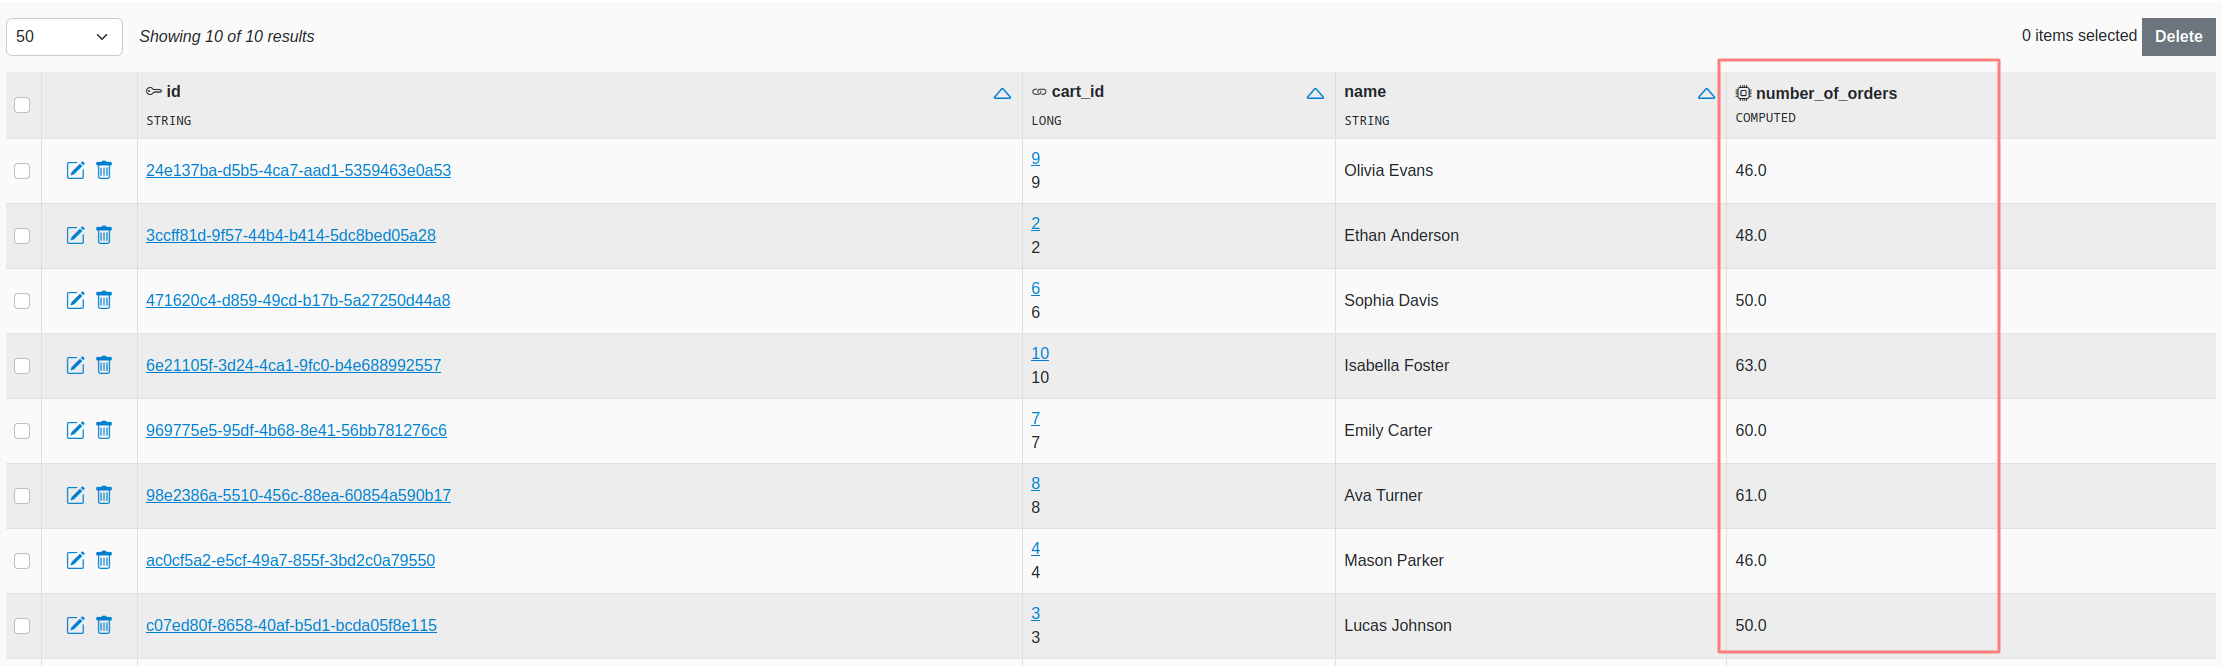 50 Showing 10 of 10 results 0 items selected Delete
id cart_id name number_of_orders
STRING LONG STRING COMPUTED
24e137ba-d5b5-4ca7-aad1-5359463e0a53 9 Olivia Evans 46.0
9
3ccff81d-9f57-44b4-b414-5dc8bed05a28 2 Ethan Anderson 48.0
2
471620c4-d859-49cd-b17b-5a27250d44a8 6 Sophia Davis 50.0
6
6e21105f-3d24-4ca1-9fc0-b4e688992557 10 Isabella Foster 63.0
10
969775e5-95df-4b68-8e41-56bb781276c6 7 Emily Carter 60.0
7
98e2386a-5510-456c-88ea-60854a590b17 8 Ava Turner 61.0
8
ac0cf5a2-e5cf-49a7-855f-3bd2c0a79550 4 Mason Parker 46.0
4
c07ed80f-8658-40af-b5d1-bcda05f8e115 3 Lucas Johnson 50.0
3